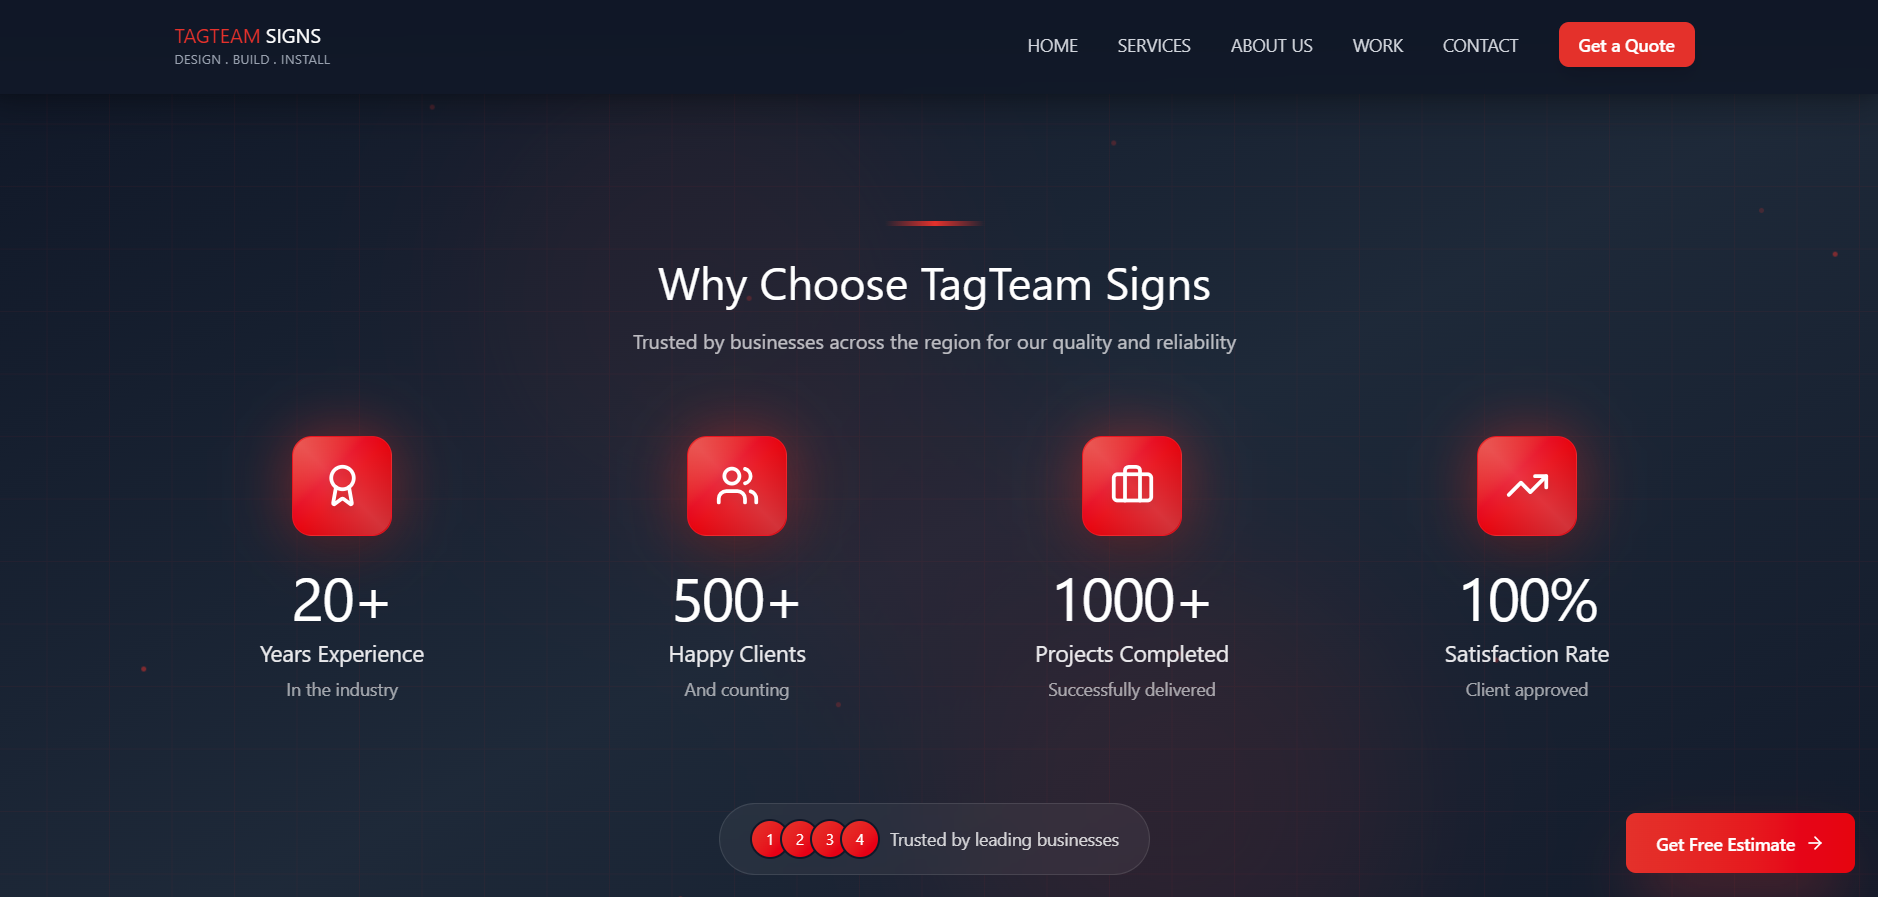 TAGTEAM SIGNS
DESIGN . BUILD . INSTALL
HOME
SERVICES
ABOUT US
WORK
CONTACT
Get a Quote
Why Choose TagTeam Signs
Trusted by businesses across the region for our quality and reliability
20+
Years Experience
In the industry
500+
Happy Clients
And counting
1000+
Projects Completed
Successfully delivered
100%
Satisfaction Rate
Client approved
1 2 3 4 Trusted by leading businesses
Get Free Estimate →